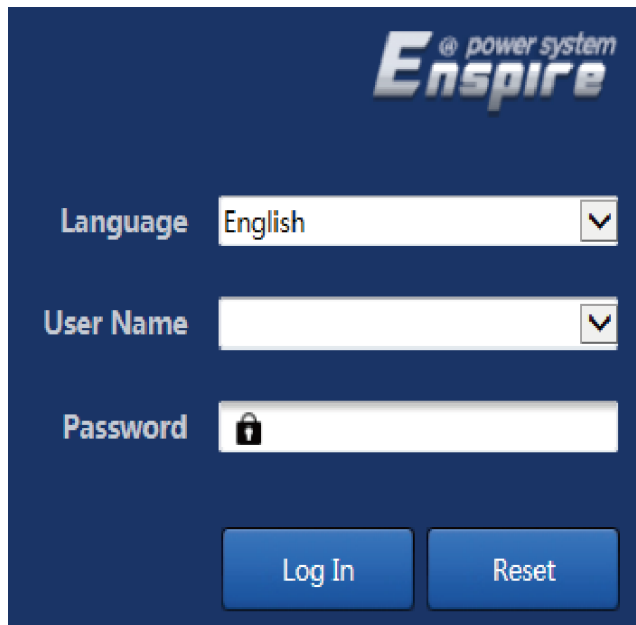 @ power system
Enspire
Language English
User Name
Password
Log In Reset